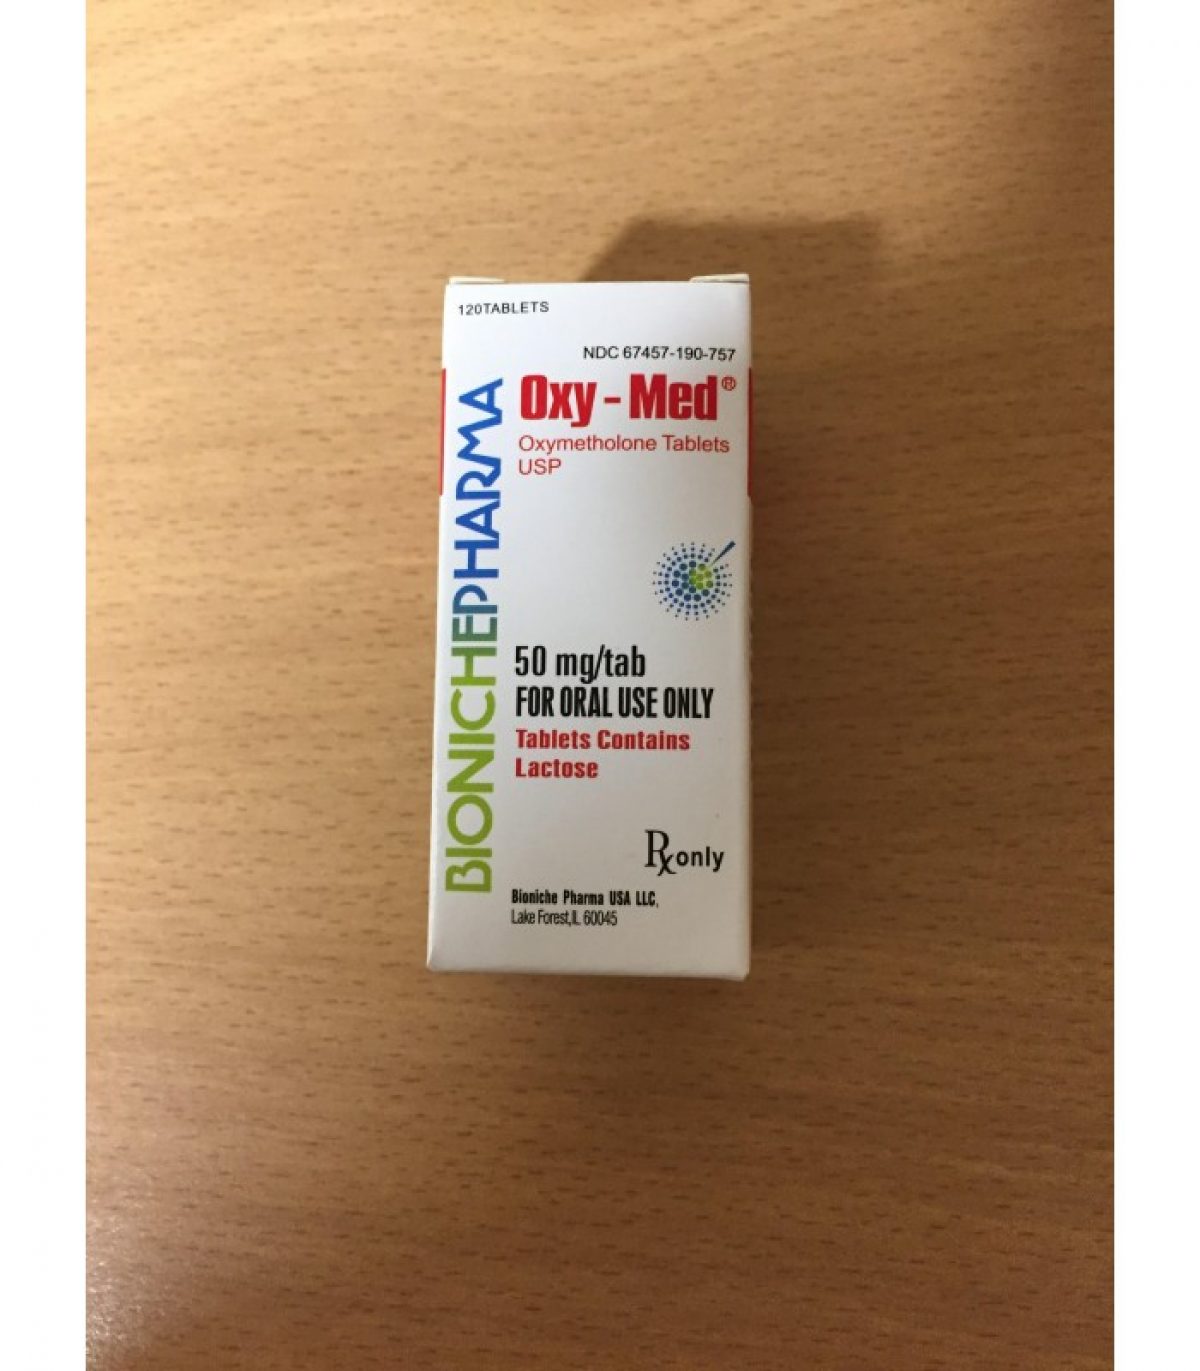 120TABLETS
NDC 67457-190-757
Oxy-Med®
Oxymetholone Tablets
USP
BIONICHEPHARMA
50 mg/tab
FOR ORAL USE ONLY
Tablets Contains
Lactose
Rx only
Bioniche Pharma USA LLC,
Lake Forest,IL 60045